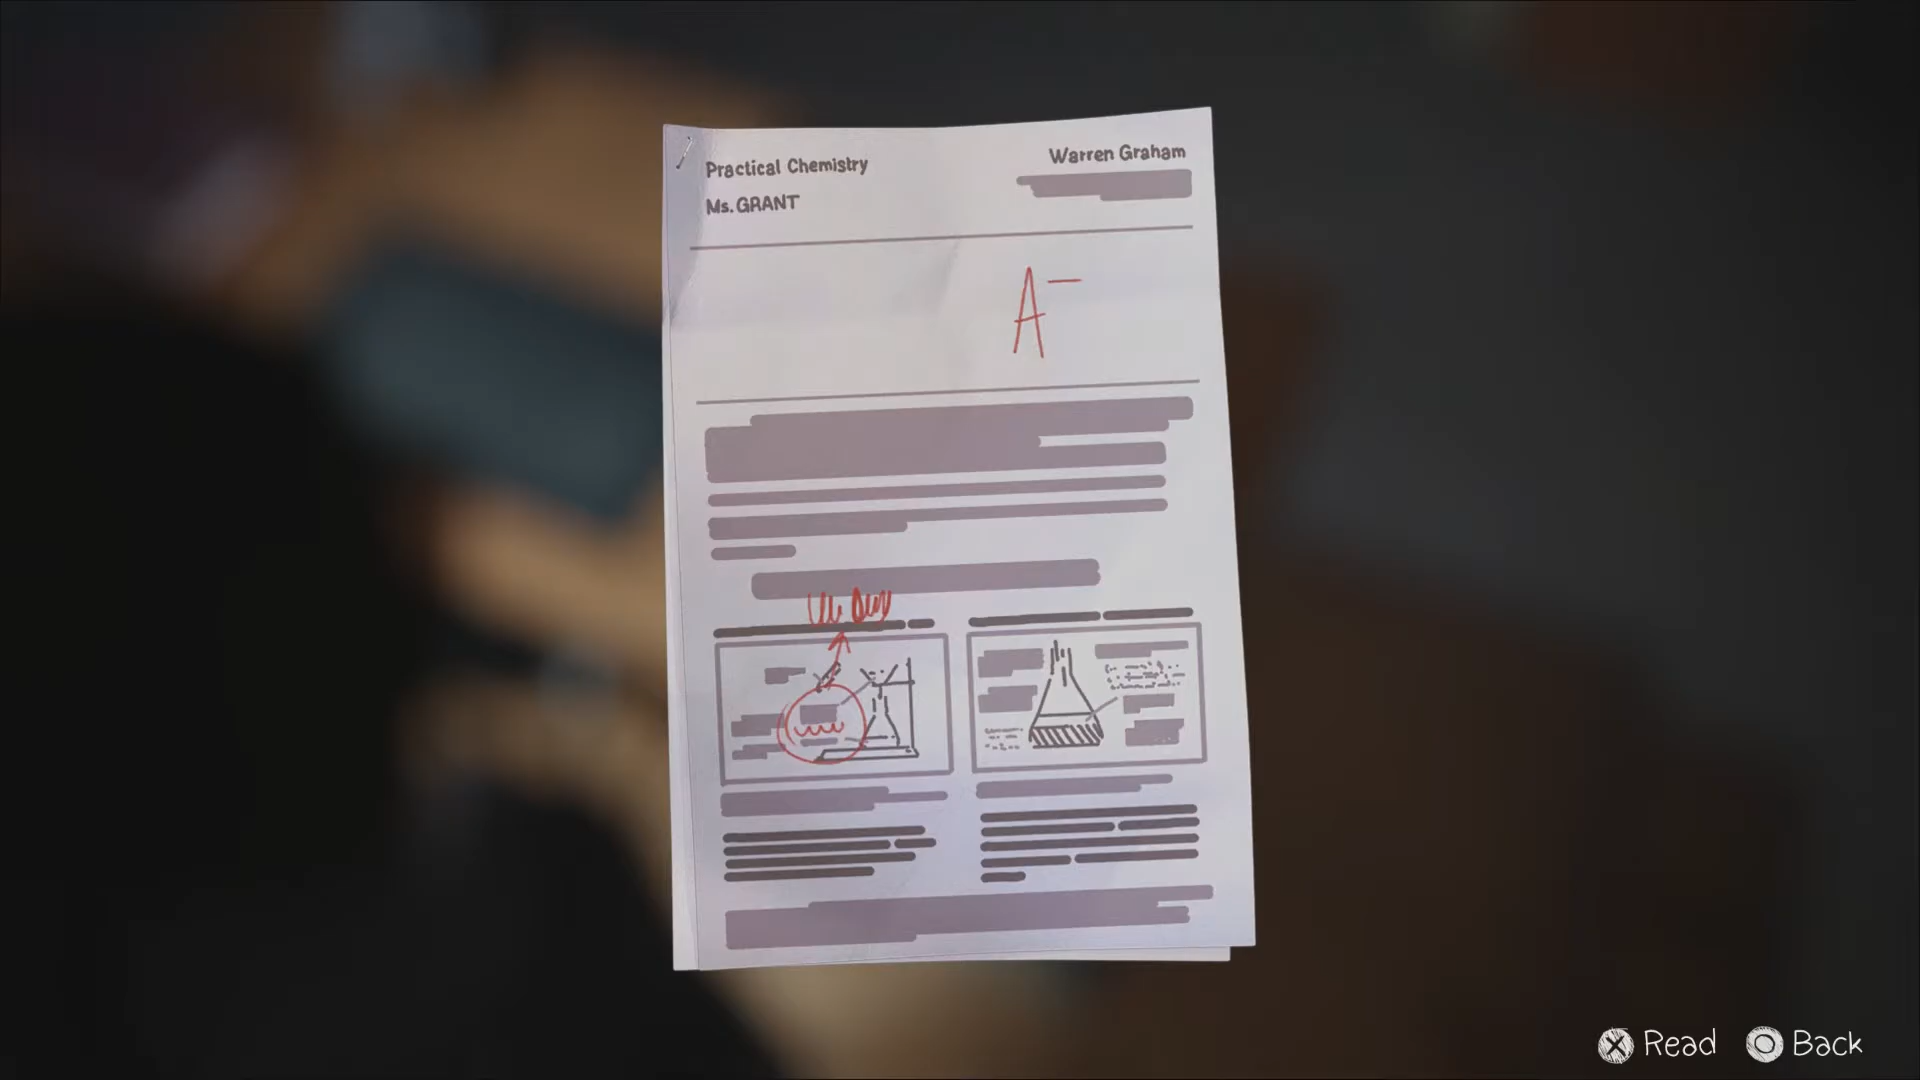 Practical Chemistry
Warren Graham
Ms. GRANT
A-
Read
Back